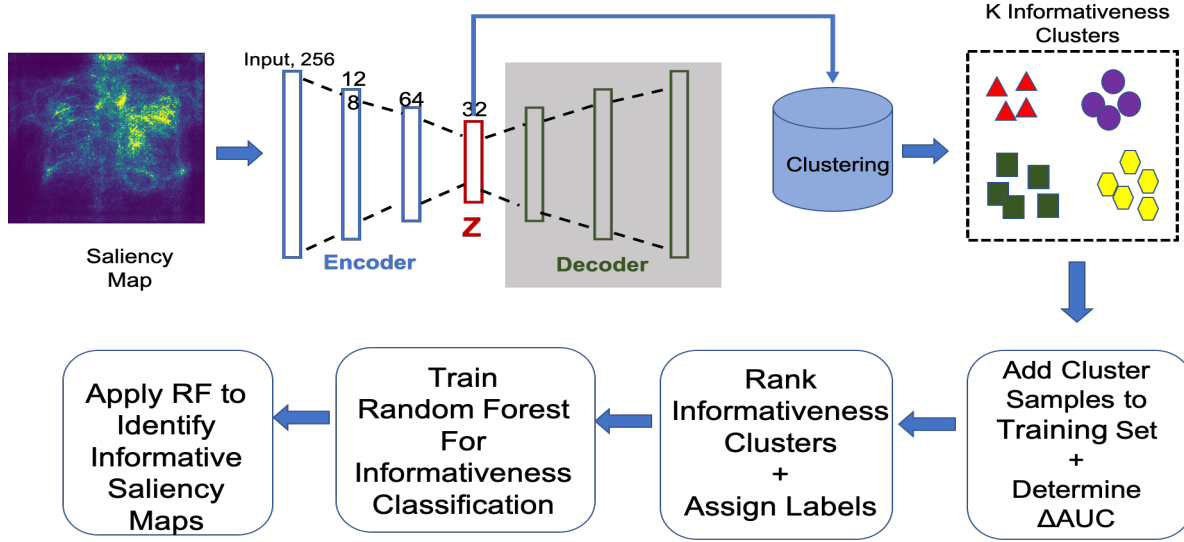 K Informativeness
Clusters
Input, 256
12
8
64
32
Clustering
Z
Encoder
Decoder
Saliency
Map
Apply RF to
Identify
Informative
Saliency
Maps
Train
Random Forest
For
Informativeness
Classification
Rank
Informativeness
Clusters
+
Assign Labels
Add Cluster
Samples to
Training Set
+
Determine
ΔAUC